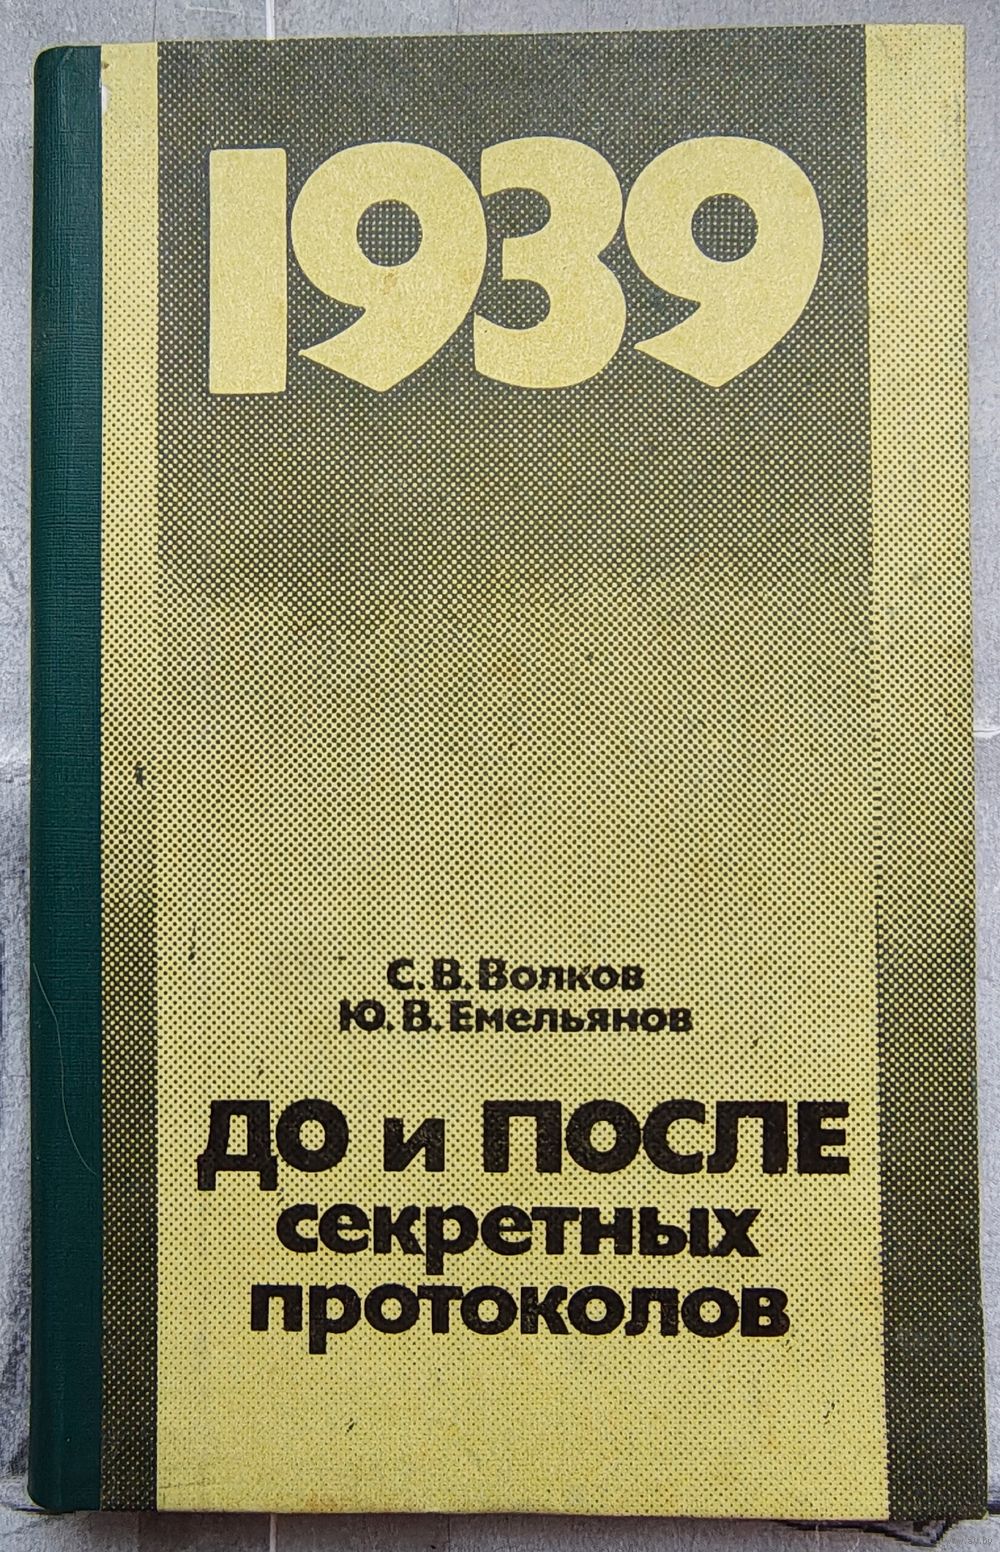 1939
С.В.Волков
Ю.В.Емельянов
ДО и ПОСЛЕ
секретных
протоколов